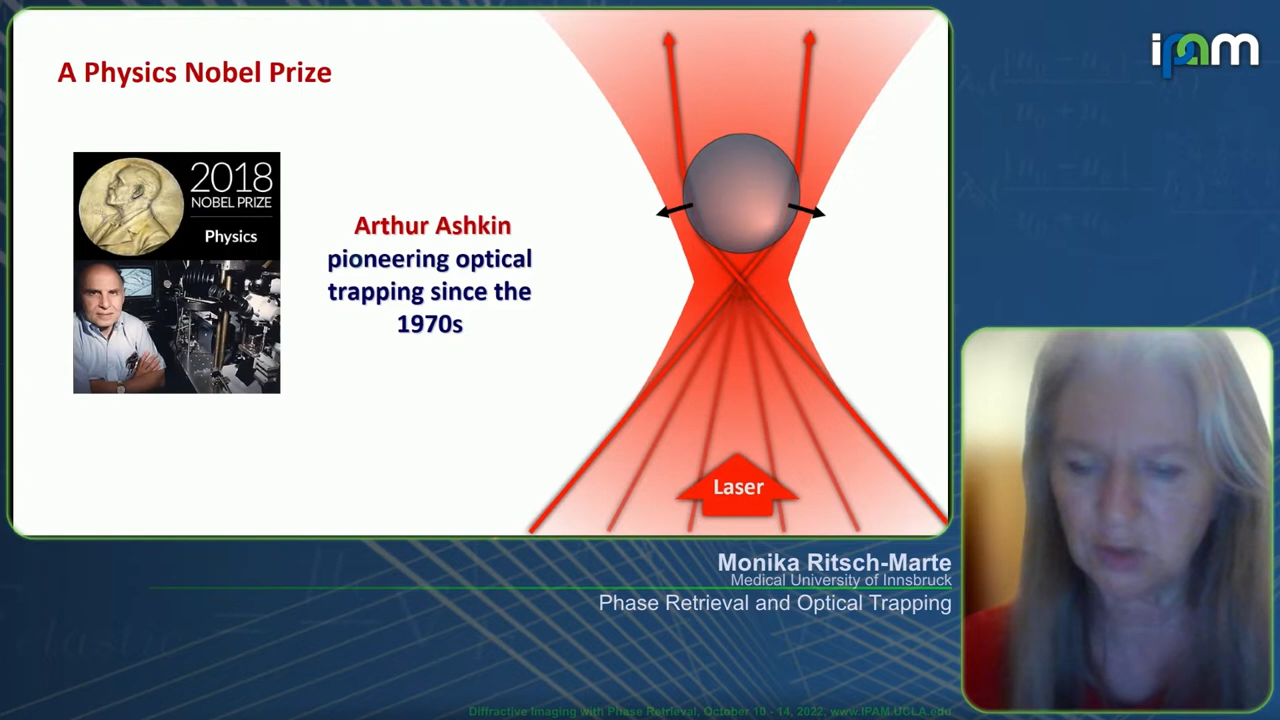 A Physics Nobel Prize
ipam
2018
NOBEL PRIZE
Physics
Arthur Ashkin
pioneering optical
trapping since the
1970s
Laser
Monika Ritsch-Marte
Medical University of Innsbruck
Phase Retrieval and Optical Trapping
Diffractive Imaging with Phase Retrieval, October 10 - 14, 2022, www.IPAM.UCLA.edu